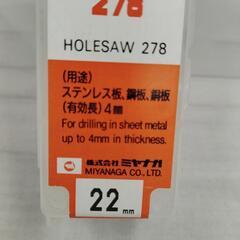 278
HOLESAW 278
(用途)
ステンレス板、鋼板、銅板
(有効長) 4㎜
For drilling in sheet metal
up to 4mm in thickness.
株式会社 ミヤナガ
MIYANAGA CO., LTD.
22 mm